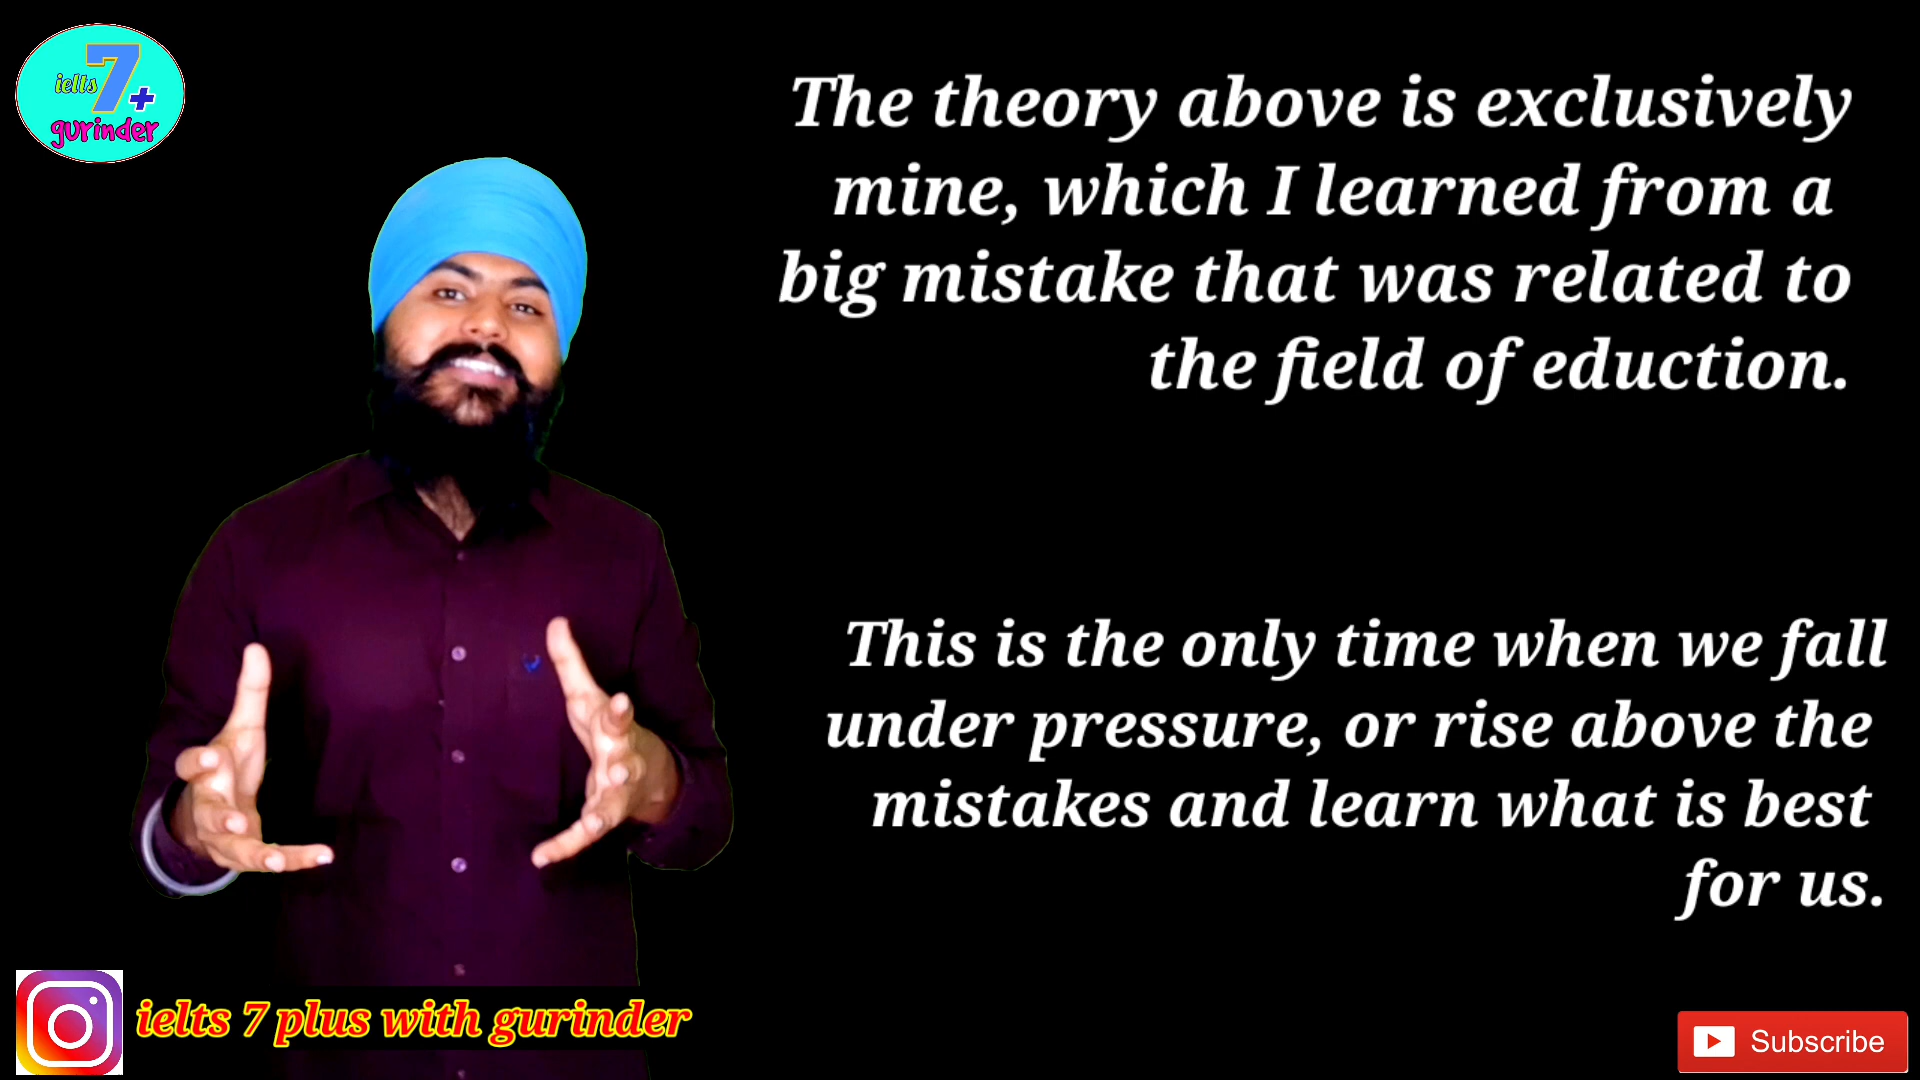 ielts 7+
gurinder
The theory above is exclusively
mine, which I learned from a
big mistake that was related to
the field of eduction.
This is the only time when we fall
under pressure, or rise above the
mistakes and learn what is best
for us.
ielts 7 plus with gurinder
Subscribe